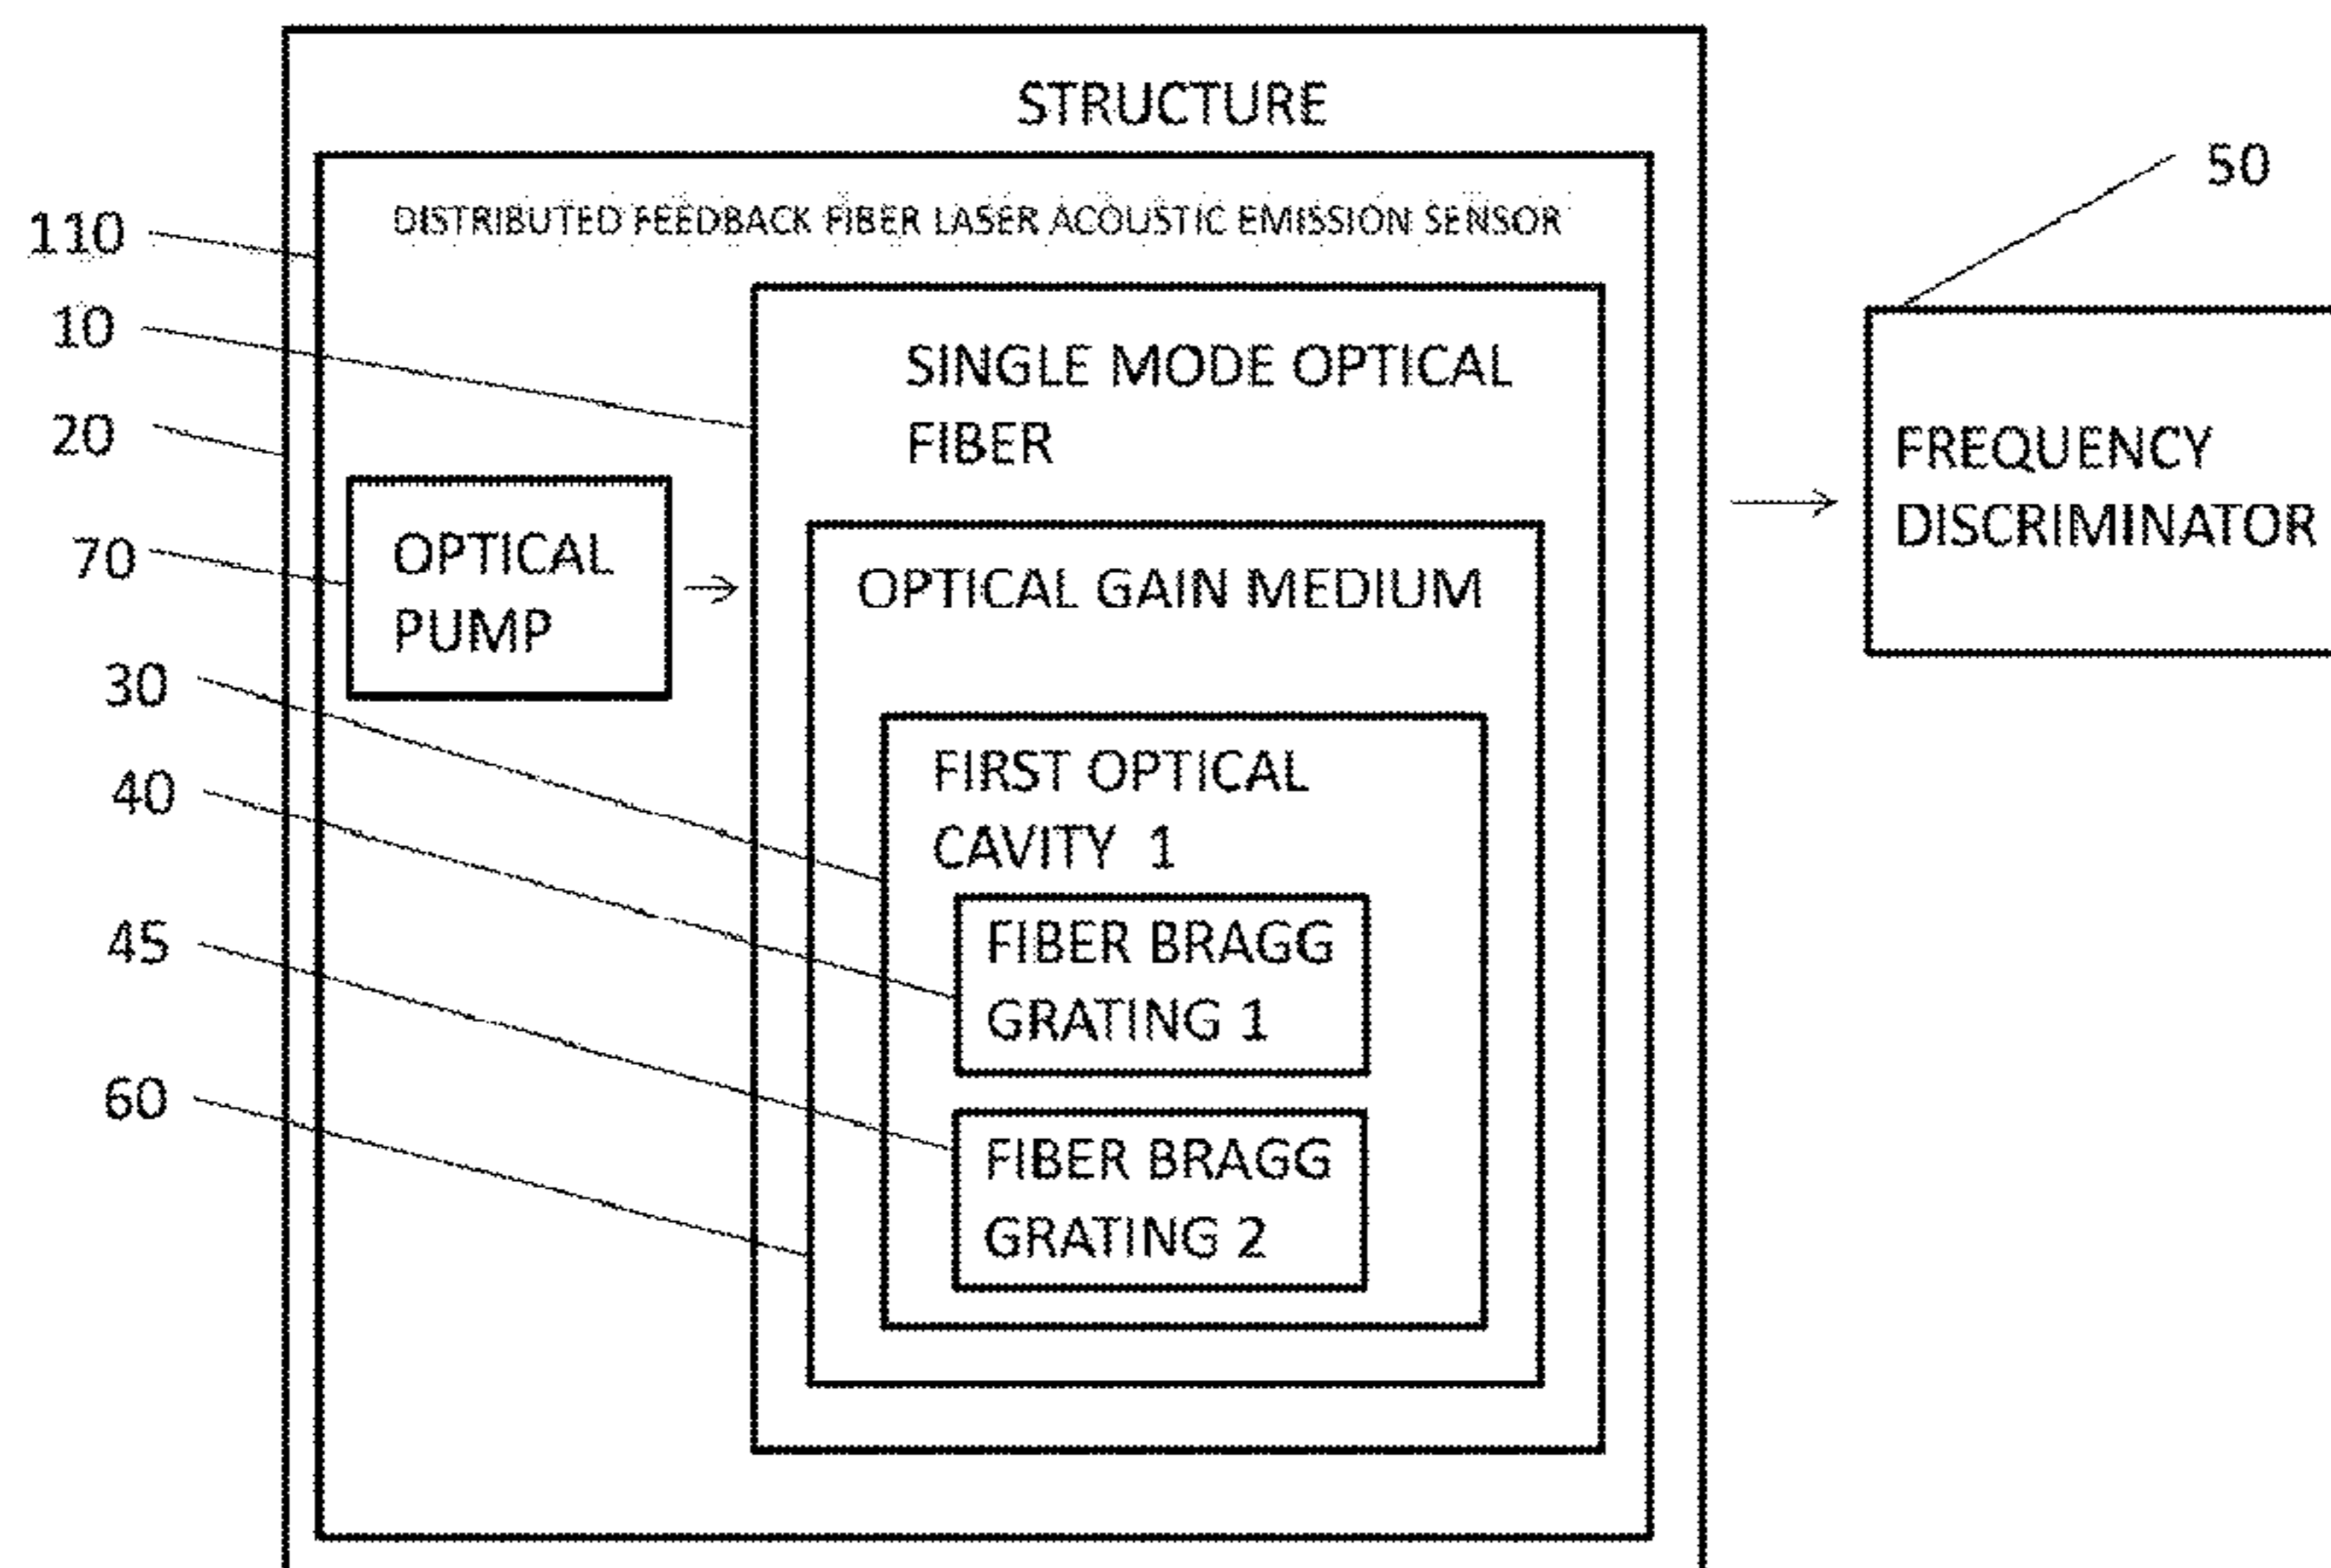 STRUCTURE
DISTRIBUTED FEEDBACK FIBER LASER ACOUSTIC EMISSION SENSOR
110
10
20
70
30
40
45
60
50
SINGLE MODE OPTICAL
FIBER
OPTICAL
PUMP
OPTICAL GAIN MEDIUM
FIRST OPTICAL
CAVITY 1
FIBER BRAGG
GRATING 1
FIBER BRAGG
GRATING 2
FREQUENCY
DISCRIMINATOR